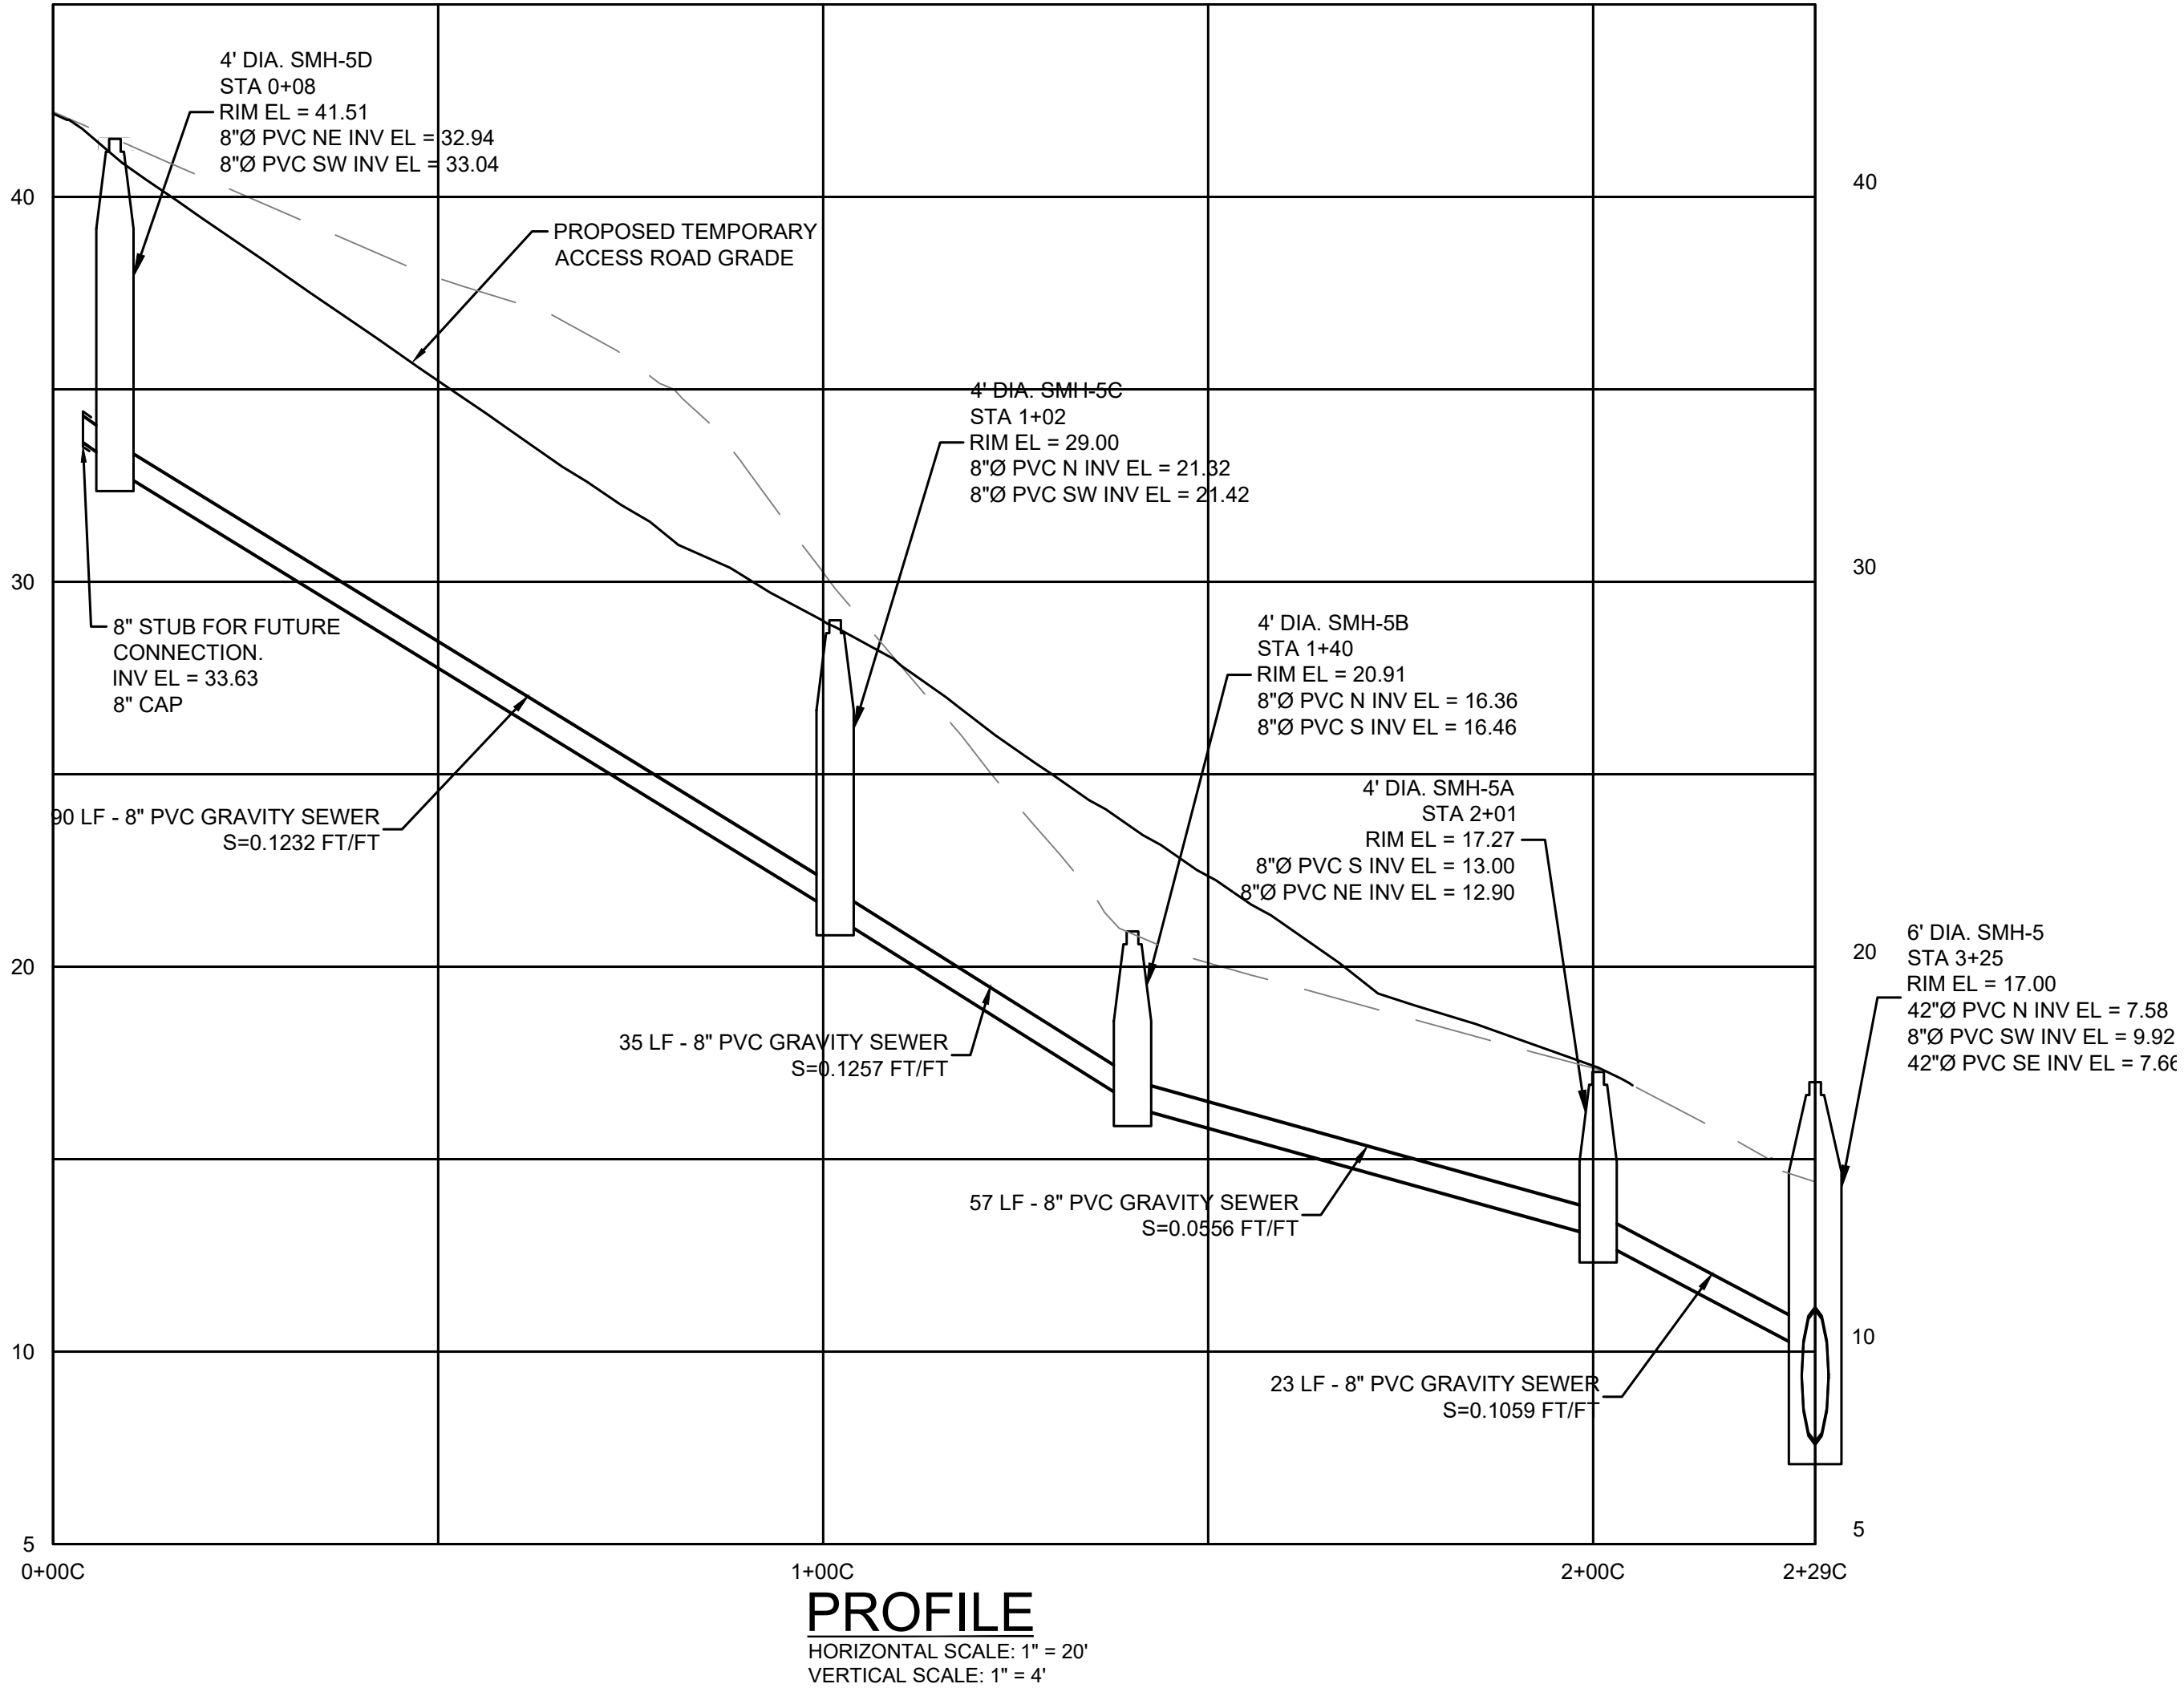 4' DIA. SMH-5D
STA 0+08
RIM EL = 41.51
8"Ø PVC NE INV EL = 32.94
8"Ø PVC SW INV EL = 33.04
40
40
PROPOSED TEMPORARY
ACCESS ROAD GRADE
4' DIA. SMH-5C
STA 1+02
RIM EL = 29.00
8"Ø PVC N INV EL = 21.32
8"Ø PVC SW INV EL = 21.42
30
30
8" STUB FOR FUTURE
CONNECTION.
INV EL = 33.63
8" CAP
4' DIA. SMH-5B
STA 1+40
RIM EL = 20.91
8"Ø PVC N INV EL = 16.36
8"Ø PVC S INV EL = 16.46
90 LF - 8" PVC GRAVITY SEWER
S=0.1232 FT/FT
4' DIA. SMH-5A
STA 2+01
RIM EL = 17.27
8"Ø PVC S INV EL = 13.00
8"Ø PVC NE INV EL = 12.90
20
20
6' DIA. SMH-5
STA 3+25
RIM EL = 17.00
42"Ø PVC N INV EL = 7.58
8"Ø PVC SW INV EL = 9.92
42"Ø PVC SE INV EL = 7.66
35 LF - 8" PVC GRAVITY SEWER
S=0.1257 FT/FT
57 LF - 8" PVC GRAVITY SEWER
S=0.0556 FT/FT
10
10
23 LF - 8" PVC GRAVITY SEWER
S=0.1059 FT/FT
5
5
0+00C
1+00C
2+00C
2+29C
PROFILE
HORIZONTAL SCALE: 1" = 20'
VERTICAL SCALE: 1" = 4'